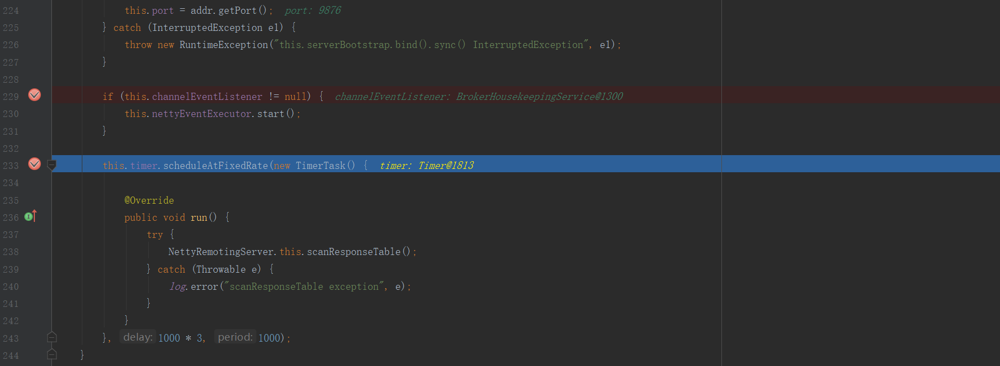 224 this.port = addr.getPort(); port: 9876
225 } catch (InterruptedException e1) {
226 throw new RuntimeException("this.serverBootstrap.bind().sync() InterruptedException", e1);
227 }
228
229 if (this.channelEventListener != null) { channelEventListener: BrokerHousekeepingService@1300
230 this.nettyEventExecutor.start();
231 }
232
233 this.timer.scheduleAtFixedRate(new TimerTask() { timer: Timer@1813
234
235 @Override
236 public void run() {
237 try {
238 NettyRemotingServer.this.scanResponseTable();
239 } catch (Throwable e) {
240 log.error("scanResponseTable exception", e);
241 }
242 }
243 }, delay: 1000 * 3, period: 1000);
244 }